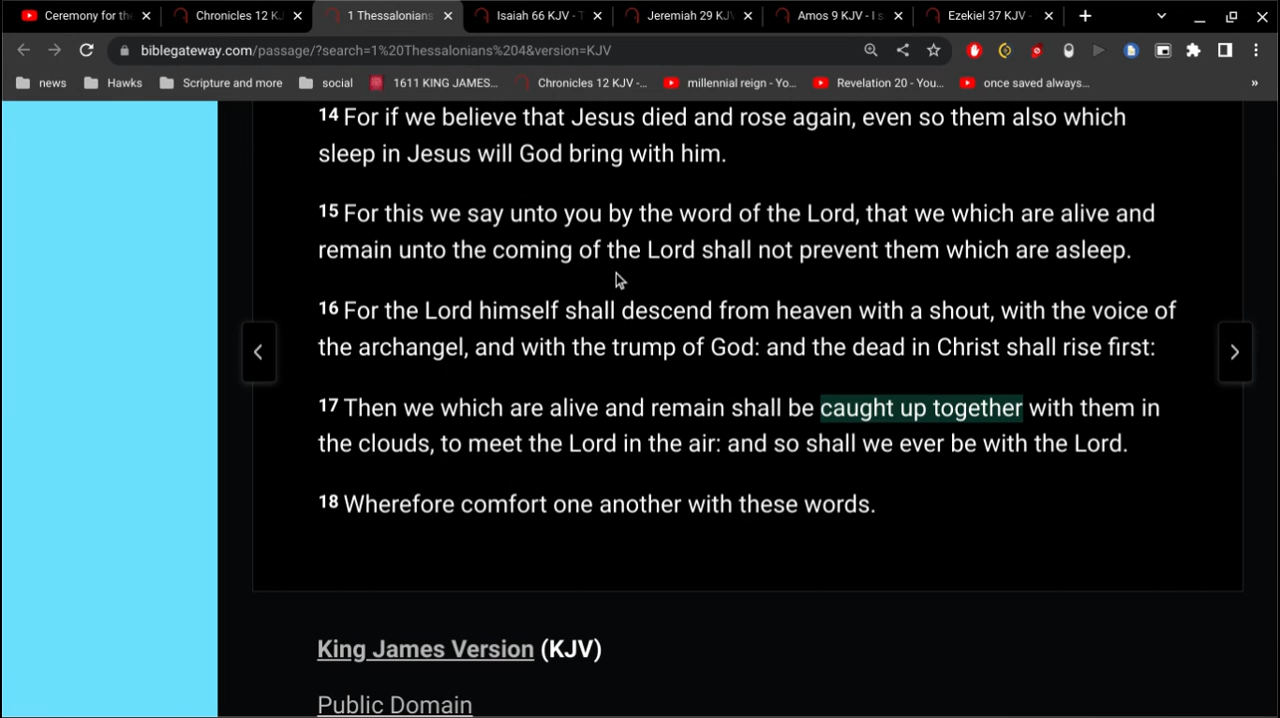 Ceremony for th
Chronicles 12 KJ
1 Thessalonians
Isaiah 66 KJV - T
Jeremiah 29 KJV
Amos 9 KJV - I s
Ezekiel 37 KJV -
biblegateway.com/passage/?search=1%20Thessalonians%204&version=KJV
news
Hawks
Scripture and more
social
1611 KING JAMES...
Chronicles 12 KJV -...
millennial reign - Yo...
Revelation 20 - You...
once saved always...
»
14 For if we believe that Jesus died and rose again, even so them also which
sleep in Jesus will God bring with him.
15 For this we say unto you by the word of the Lord, that we which are alive and
remain unto the coming of the Lord shall not prevent them which are asleep.
16 For the Lord himself shall descend from heaven with a shout, with the voice of
the archangel, and with the trump of God: and the dead in Christ shall rise first:
17 Then we which are alive and remain shall be caught up together with them in
the clouds, to meet the Lord in the air: and so shall we ever be with the Lord.
18 Wherefore comfort one another with these words.
King James Version (KJV)
Public Domain